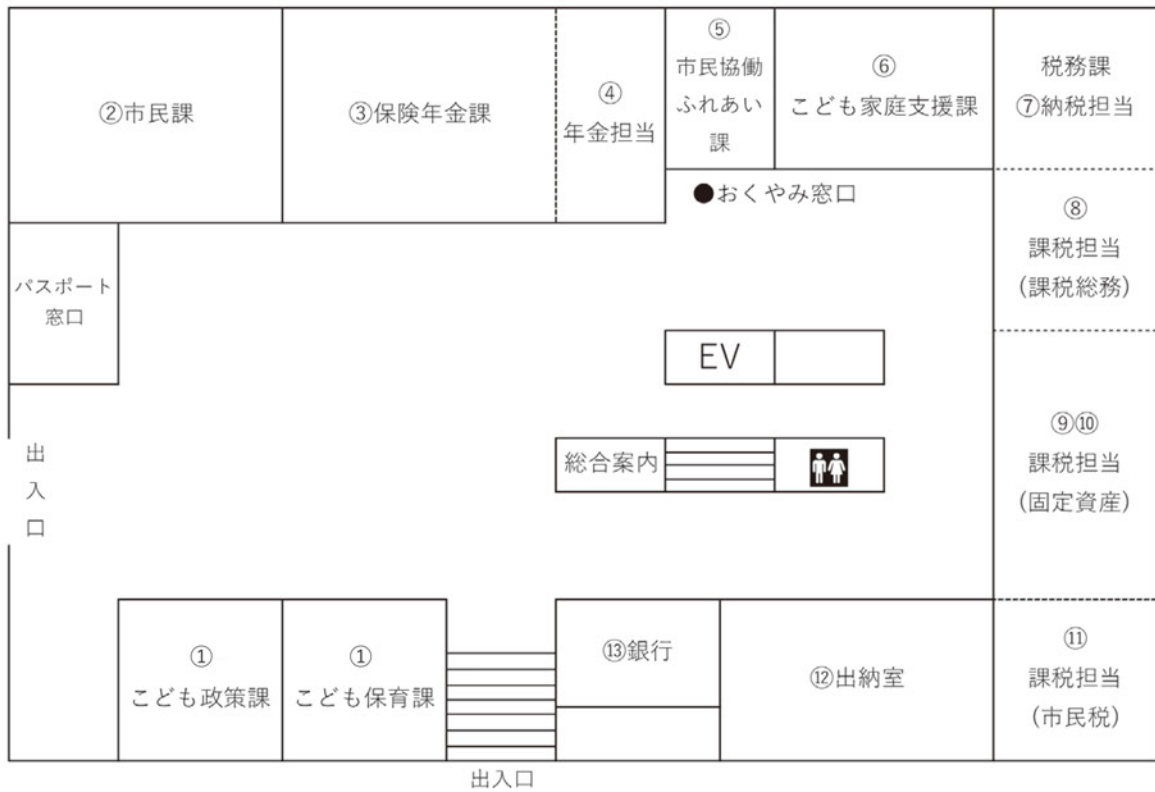 ②市民課
③保険年金課
④
年金担当
⑤
市民協働
ふれあい
課
⑥
こども家庭支援課
税務課
⑦納税担当
●おくやみ窓口
⑧
課税担当
(課税総務)
パスポート
窓口
EV
⑨⑩
課税担当
(固定資産)
総合案内
出
入
口
①
こども政策課
①
こども保育課
⑬銀行
⑫出納室
⑪
課税担当
(市民税)
出入口